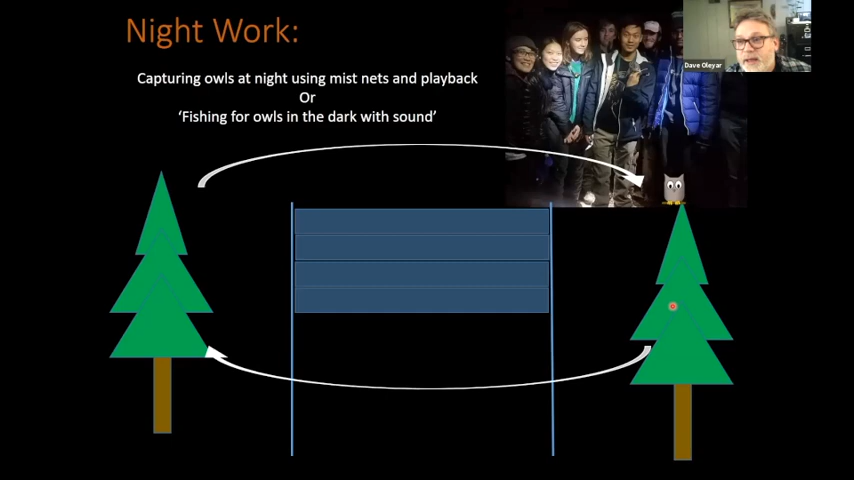 Night Work:
Capturing owls at night using mist nets and playback
Or
‘Fishing for owls in the dark with sound’
Dave Oleyar